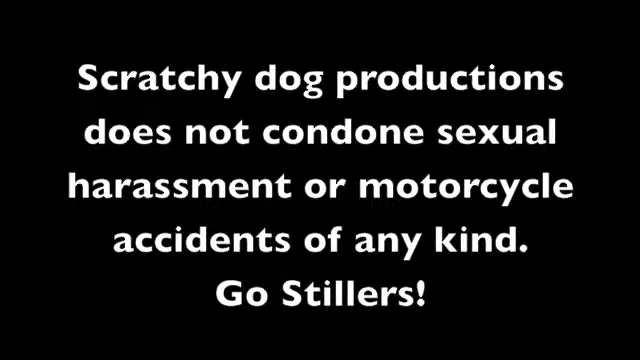 Scratchy dog productions
does not condone sexual
harassment or motorcycle
accidents of any kind.
Go Stillers!